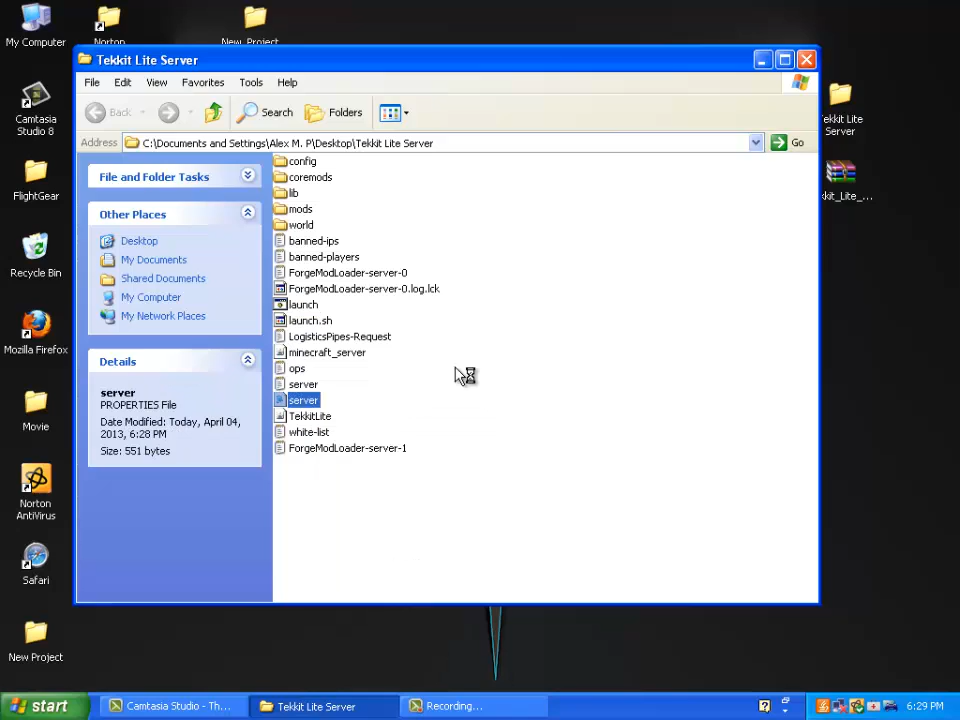 My Computer
Norton
New_Project
Tekkit Lite Server
File Edit View Favorites Tools Help
Back Search Folders
Address C:\Documents and Settings\Alex M. P\Desktop\Tekkit Lite Server Go
Camtasia Studio 8
FlightGear
Recycle Bin
Mozilla Firefox
Movie
Norton AntiVirus
Safari
New Project
File and Folder Tasks
Other Places
Desktop
My Documents
Shared Documents
My Computer
My Network Places
Details
server
PROPERTIES File
Date Modified: Today, April 04, 2013, 6:28 PM
Size: 551 bytes
config
coremods
lib
mods
world
banned-ips
banned-players
ForgeModLoader-server-0
ForgeModLoader-server-0.log.lck
launch
launch.sh
LogisticsPipes-Request
minecraft_server
ops
server
server
TekkitLite
white-list
ForgeModLoader-server-1
Tekkit Lite Server
kit_Lite_...
start
Camtasia Studio - Th...
Tekkit Lite Server
Recording...
6:29 PM